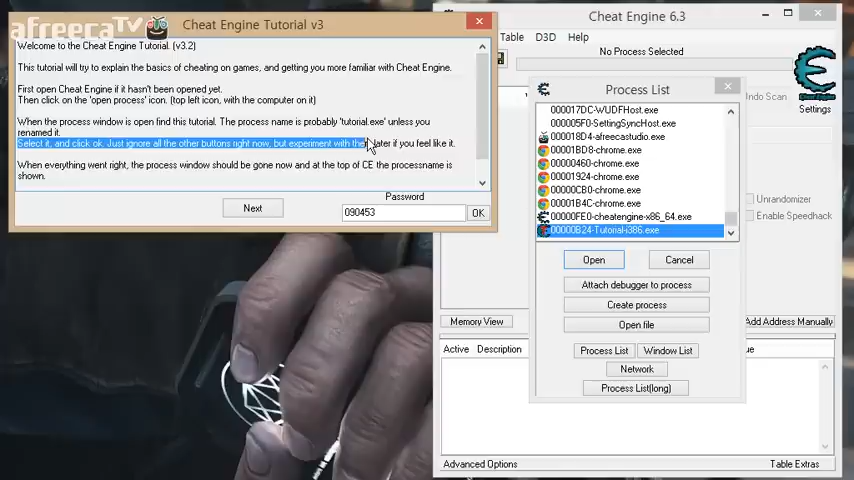 afreecaTV
Cheat Engine Tutorial v3
Welcome to the Cheat Engine Tutorial. (v3.2)
This tutorial will try to explain the basics of cheating on games, and getting you more familiar with Cheat Engine.
First open Cheat Engine if it hasn't been opened yet.
Then click on the 'open process' icon. (top left icon, with the computer on it)
When the process window is open find this tutorial. The process name is probably 'tutorial.exe' unless you
renamed it.
Select it, and click ok. Just ignore all the other buttons right now, but experiment with them later if you feel like it.
When everything went right, the process window should be gone now and at the top of CE the processname is
shown.
Password
Next
090453
OK
Cheat Engine 6.3
Table
D3D
Help
No Process Selected
Undo Scan
Settings
Process List
000017DC-WUDFHost.exe
000005F0-SettingSyncHost.exe
000018D4-afreecastudio.exe
00001BD8-chrome.exe
00000460-chrome.exe
00001924-chrome.exe
00000CB0-chrome.exe
00001B4C-chrome.exe
00000FE0-cheatengine-x86_64.exe
00000B24-Tutorial-i386.exe
Unrandomizer
Enable Speedhack
Open
Cancel
Attach debugger to process
Create process
Open file
Process List
Window List
Network
Process List(long)
Memory View
Add Address Manually
Active
Description
ue
Advanced Options
Table Extras